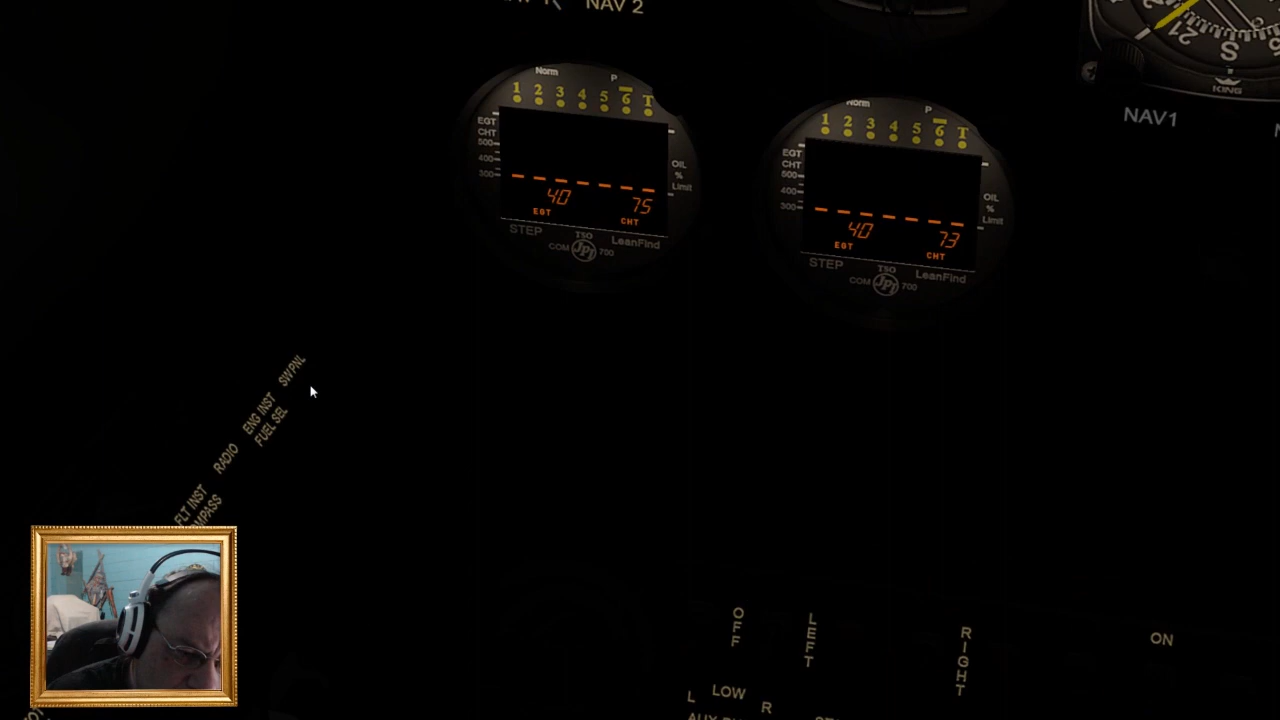 NAV 2
Norm
P
1 2 3 4 5 6 T
EGT
CHT
500
400
300
OIL
%
Limit
40 75
EGT CHT
STEP
TSO
LeanFind
COM JPI 700
Norm
P
1 2 3 4 5 6 T
EGT
CHT
500
400
300
OIL
%
Limit
40 73
EGT CHT
STEP
TSO
LeanFind
COM JPI 700
21
S
KING
NAV1
SW PNL
ENG INST
FUEL SEL
RADIO
FLT INST
OFF
LEFT
RIGHT
ON
L LOW R